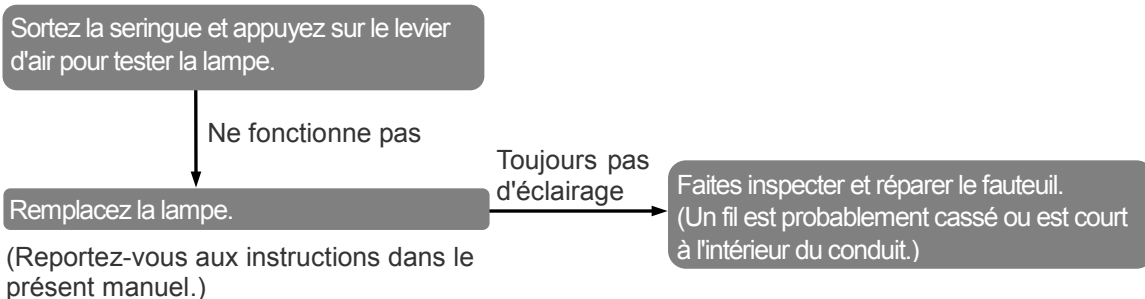 Sortez la seringue et appuyez sur le levier
d'air pour tester la lampe.
Ne fonctionne pas
Remplacez la lampe.
(Reportez-vous aux instructions dans le
présent manuel.)
Toujours pas
d'éclairage
Faites inspecter et réparer le fauteuil.
(Un fil est probablement cassé ou est court
à l'intérieur du conduit.)